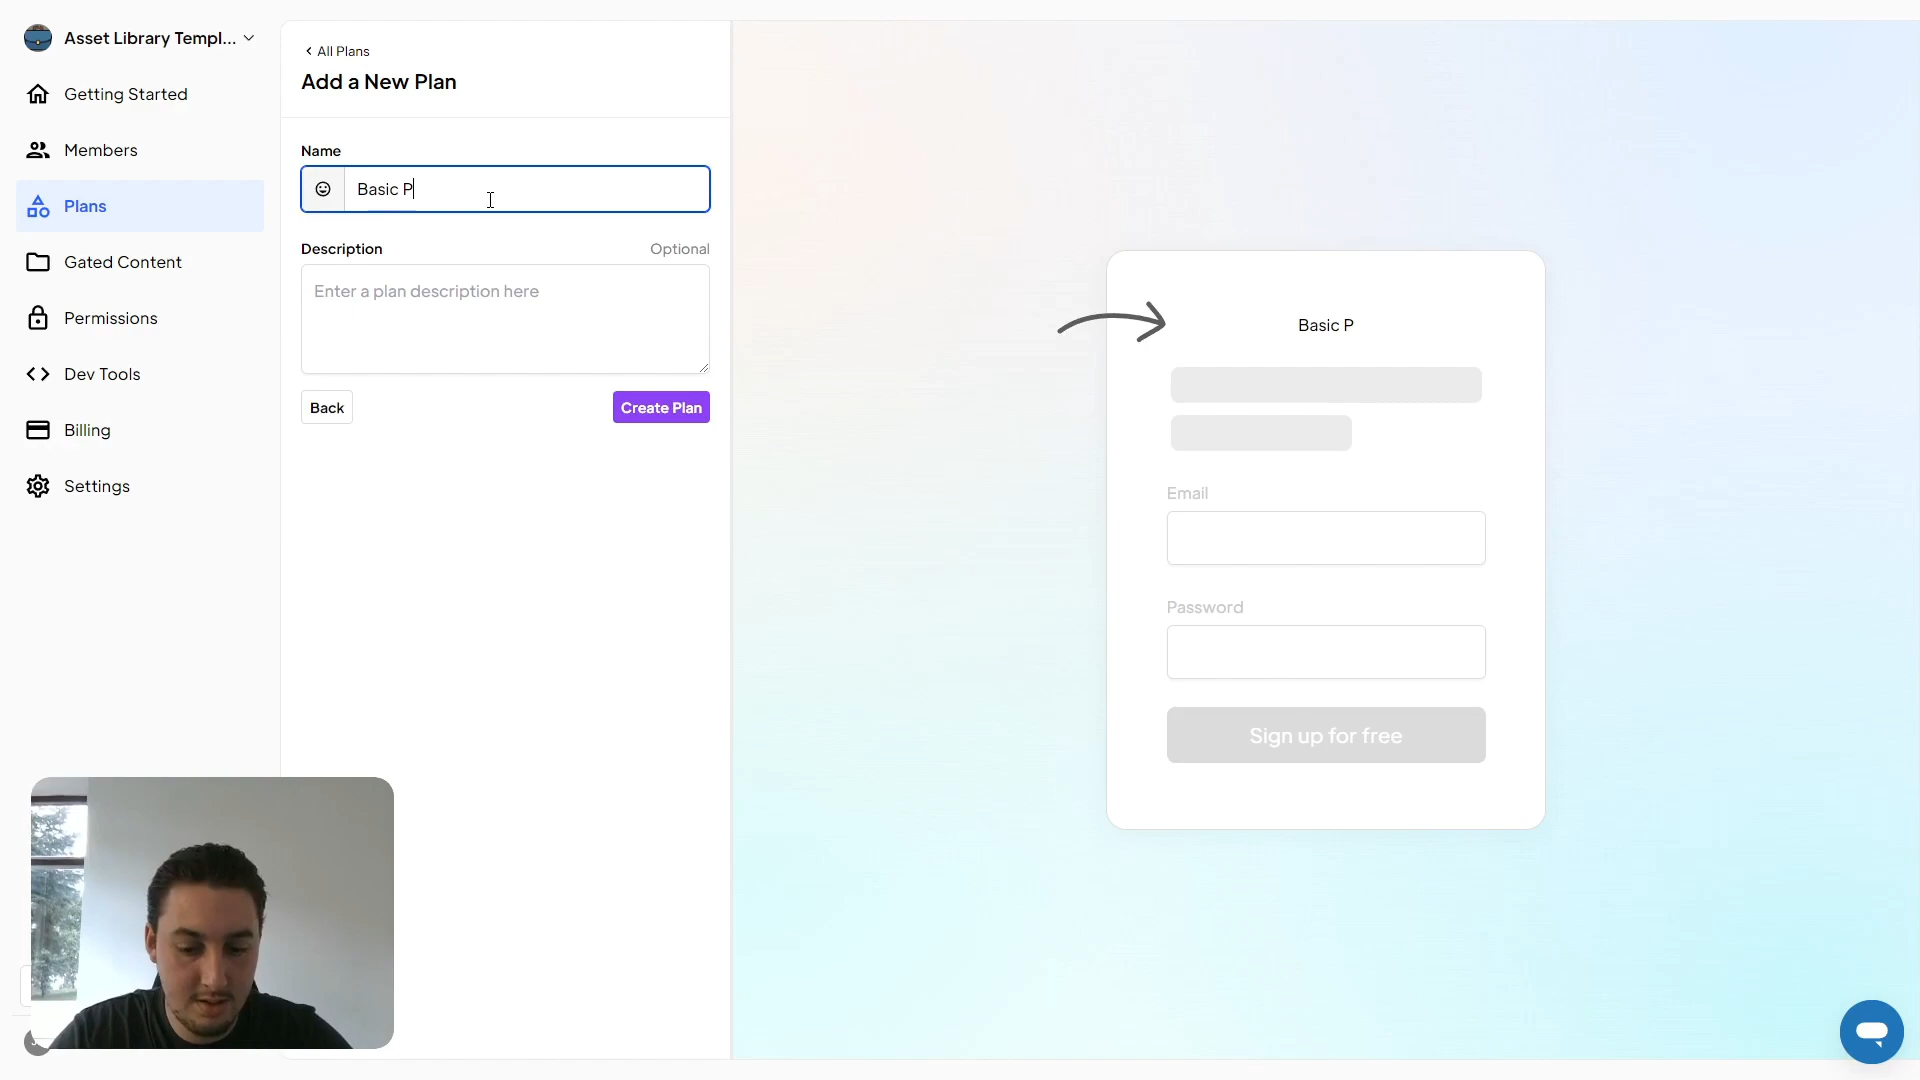 Asset Library Templ...
Getting Started
Members
Plans
Gated Content
Permissions
Dev Tools
Billing
Settings
All Plans
Add a New Plan
Name
Basic P
Description
Optional
Enter a plan description here
Back
Create Plan
Basic P
Email
Password
Sign up for free